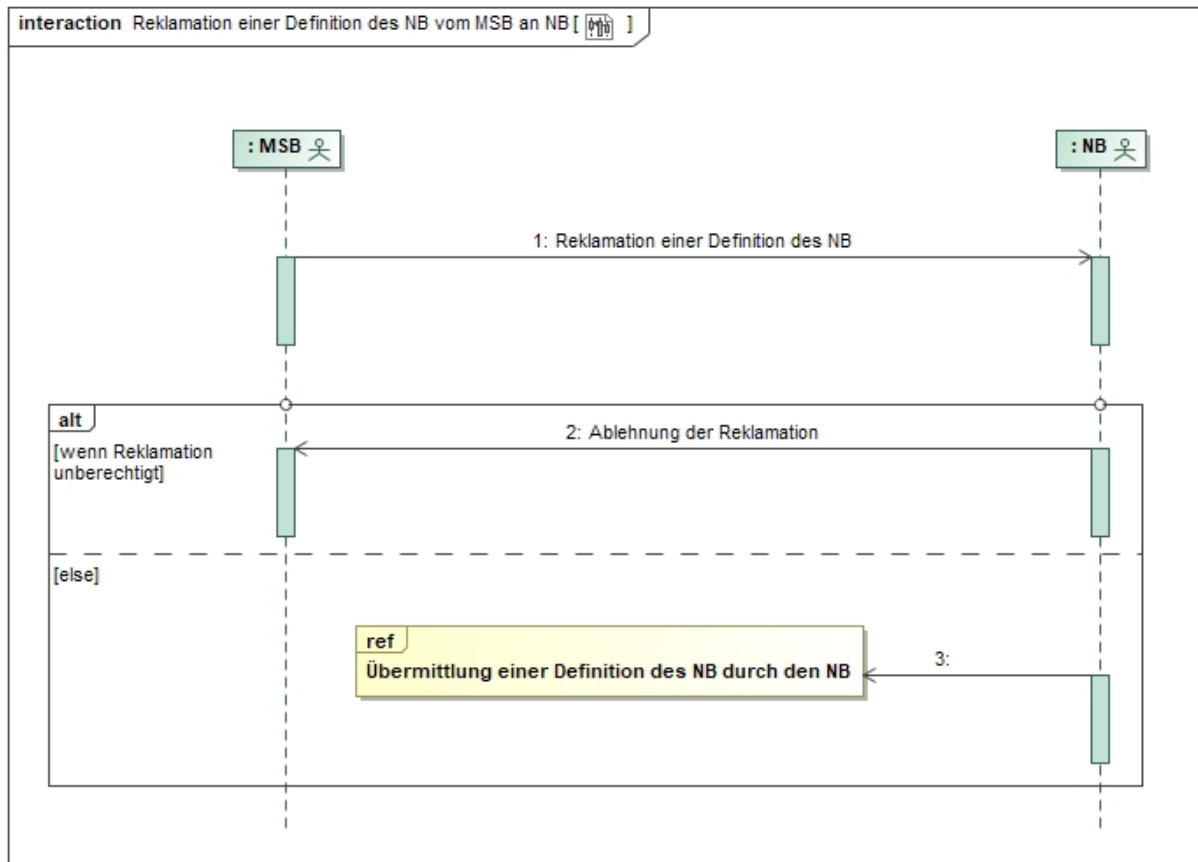 interaction Reklamation einer Definition des NB vom MSB an NB [ ]
: MSB
: NB
1: Reklamation einer Definition des NB
alt
2: Ablehnung der Reklamation
[wenn Reklamation
unberechtigt]
[else]
ref
3:
Übermittlung einer Definition des NB durch den NB